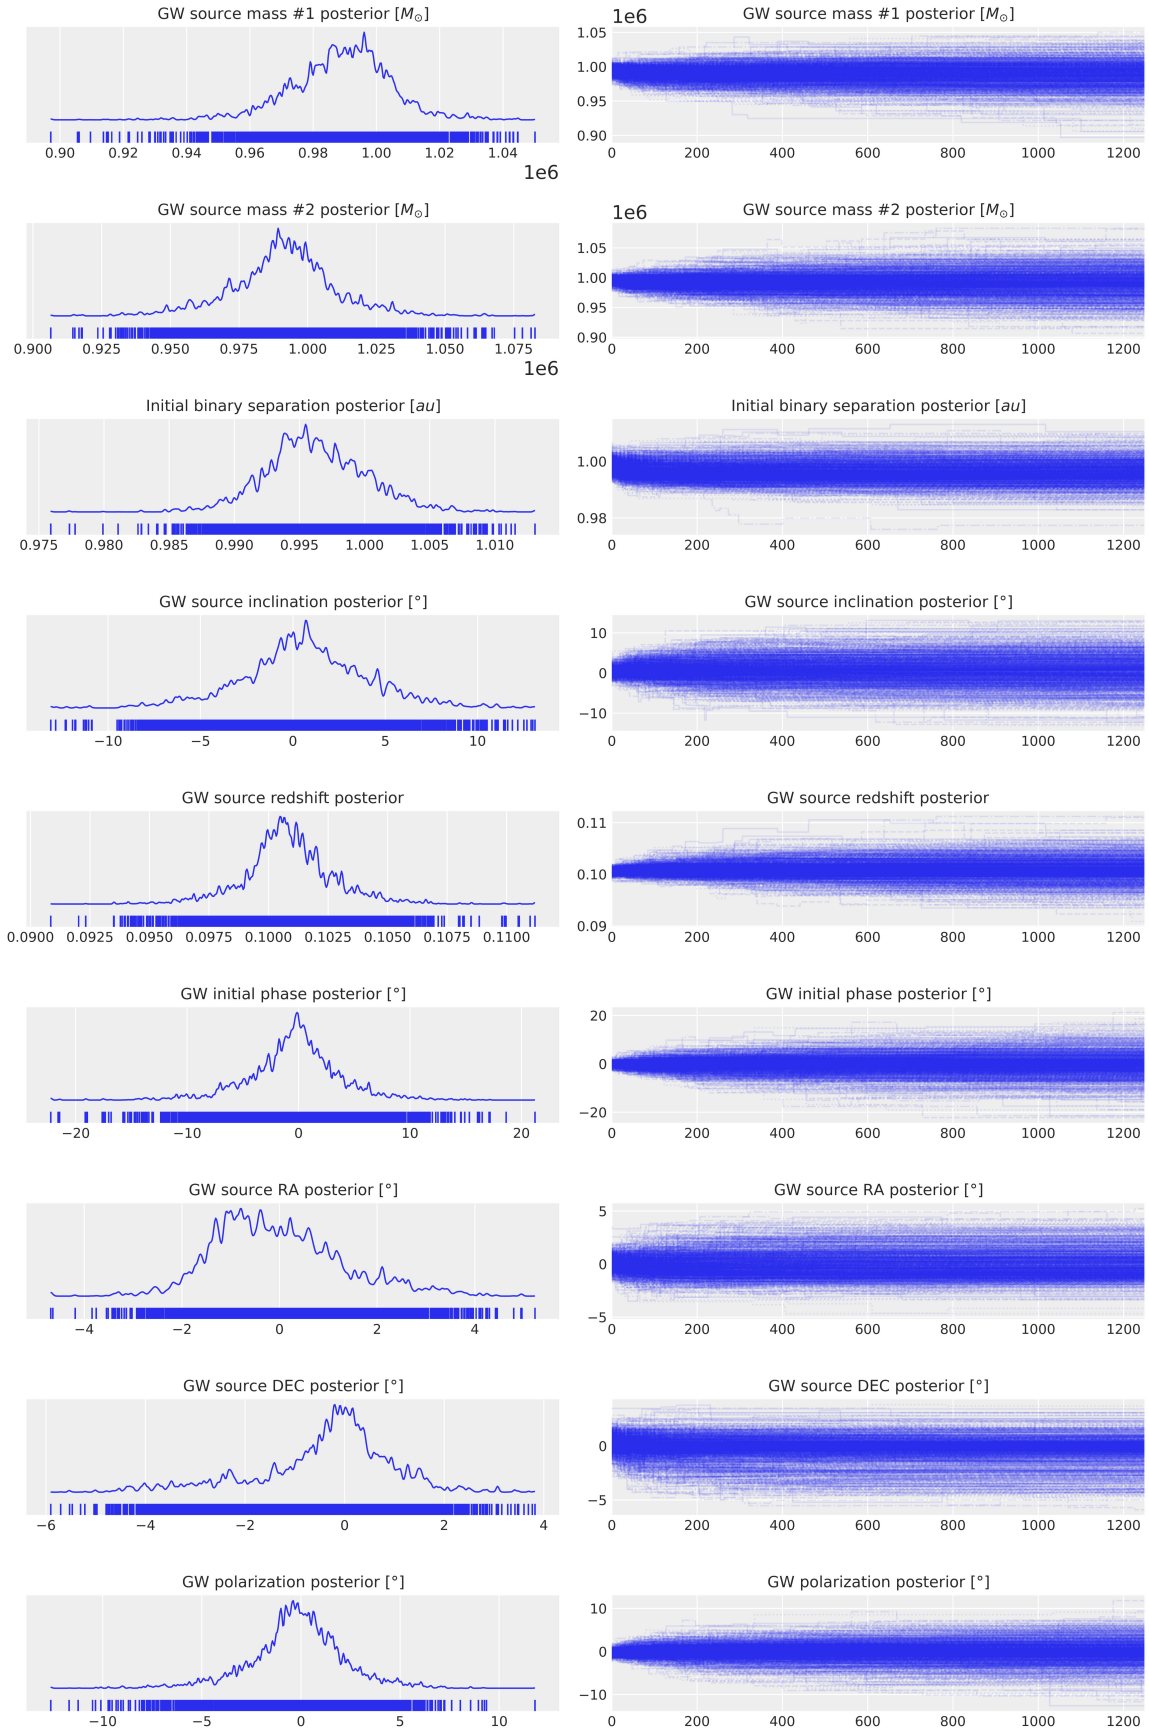 GW source mass #1 posterior [M⊙] GW source mass #1 posterior [M⊙]
1e6
1.05
1.00
0.95
0.90
0.90 0.92 0.94 0.96 0.98 1.00 1.02 1.04 0 200 400 600 800 1000 1200
1e6
GW source mass #2 posterior [M⊙] GW source mass #2 posterior [M⊙]
1e6
1.05
1.00
0.95
0.90
0.900 0.925 0.950 0.975 1.000 1.025 1.050 1.075 0 200 400 600 800 1000 1200
1e6
Initial binary separation posterior [au] Initial binary separation posterior [au]
1.00
0.98
0.975 0.980 0.985 0.990 0.995 1.000 1.005 1.010 0 200 400 600 800 1000 1200
GW source inclination posterior [°] GW source inclination posterior [°]
10
0
−10
−10 −5 0 5 10 0 200 400 600 800 1000 1200
GW source redshift posterior GW source redshift posterior
0.11
0.10
0.09
0.0900 0.0925 0.0950 0.0975 0.1000 0.1025 0.1050 0.1075 0.1100 0 200 400 600 800 1000 1200
GW initial phase posterior [°] GW initial phase posterior [°]
20
0
−20
−20 −10 0 10 20 0 200 400 600 800 1000 1200
GW source RA posterior [°] GW source RA posterior [°]
5
0
−5
−4 −2 0 2 4 0 200 400 600 800 1000 1200
GW source DEC posterior [°] GW source DEC posterior [°]
0
−5
−6 −4 −2 0 2 4 0 200 400 600 800 1000 1200
GW polarization posterior [°] GW polarization posterior [°]
10
0
−10
−10 −5 0 5 10 0 200 400 600 800 1000 1200